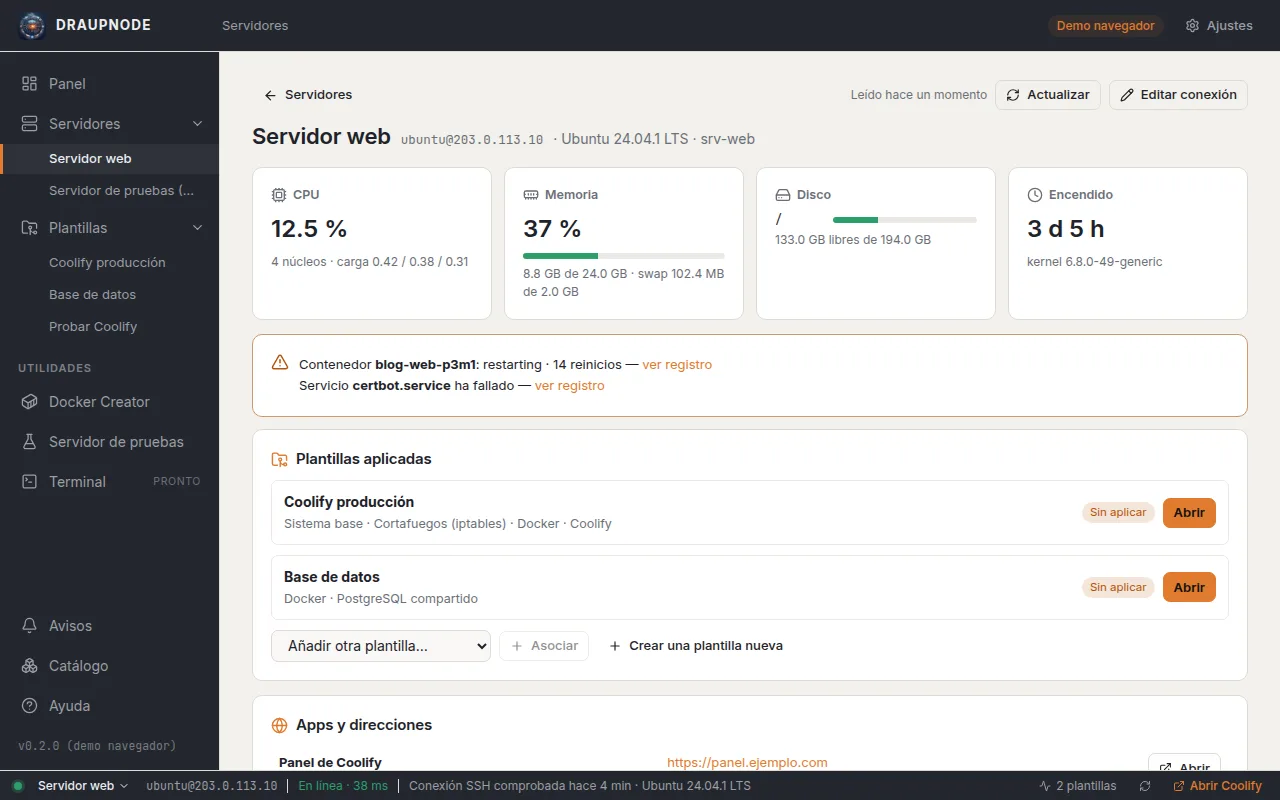 DRAUPNODE
Servidores
Demo navegador
Ajustes
Panel
Servidores
Servidor web
Servidor de pruebas (...
Plantillas
Coolify producción
Base de datos
Probar Coolify
UTILIDADES
Docker Creator
Servidor de pruebas
Terminal PRONTO
Avisos
Catálogo
Ayuda
v0.2.0 (demo navegador)
Servidores
Leído hace un momento
Actualizar
Editar conexión
Servidor web ubuntu@203.0.113.10 · Ubuntu 24.04.1 LTS · srv-web
CPU
12.5 %
4 núcleos · carga 0.42 / 0.38 / 0.31
Memoria
37 %
8.8 GB de 24.0 GB · swap 102.4 MB
de 2.0 GB
Disco
/
133.0 GB libres de 194.0 GB
Encendido
3 d 5 h
kernel 6.8.0-49-generic
Contenedor blog-web-p3m1: restarting · 14 reinicios — ver registro
Servicio certbot.service ha fallado — ver registro
Plantillas aplicadas
Coolify producción
Sistema base · Cortafuegos (iptables) · Docker · Coolify
Sin aplicar
Abrir
Base de datos
Docker · PostgreSQL compartido
Sin aplicar
Abrir
Añadir otra plantilla...
Asociar
Crear una plantilla nueva
Apps y direcciones
Panel de Coolify
https://panel.ejemplo.com
Abrir
Servidor web
ubuntu@203.0.113.10
En línea · 38 ms
Conexión SSH comprobada hace 4 min · Ubuntu 24.04.1 LTS
2 plantillas
Abrir Coolify